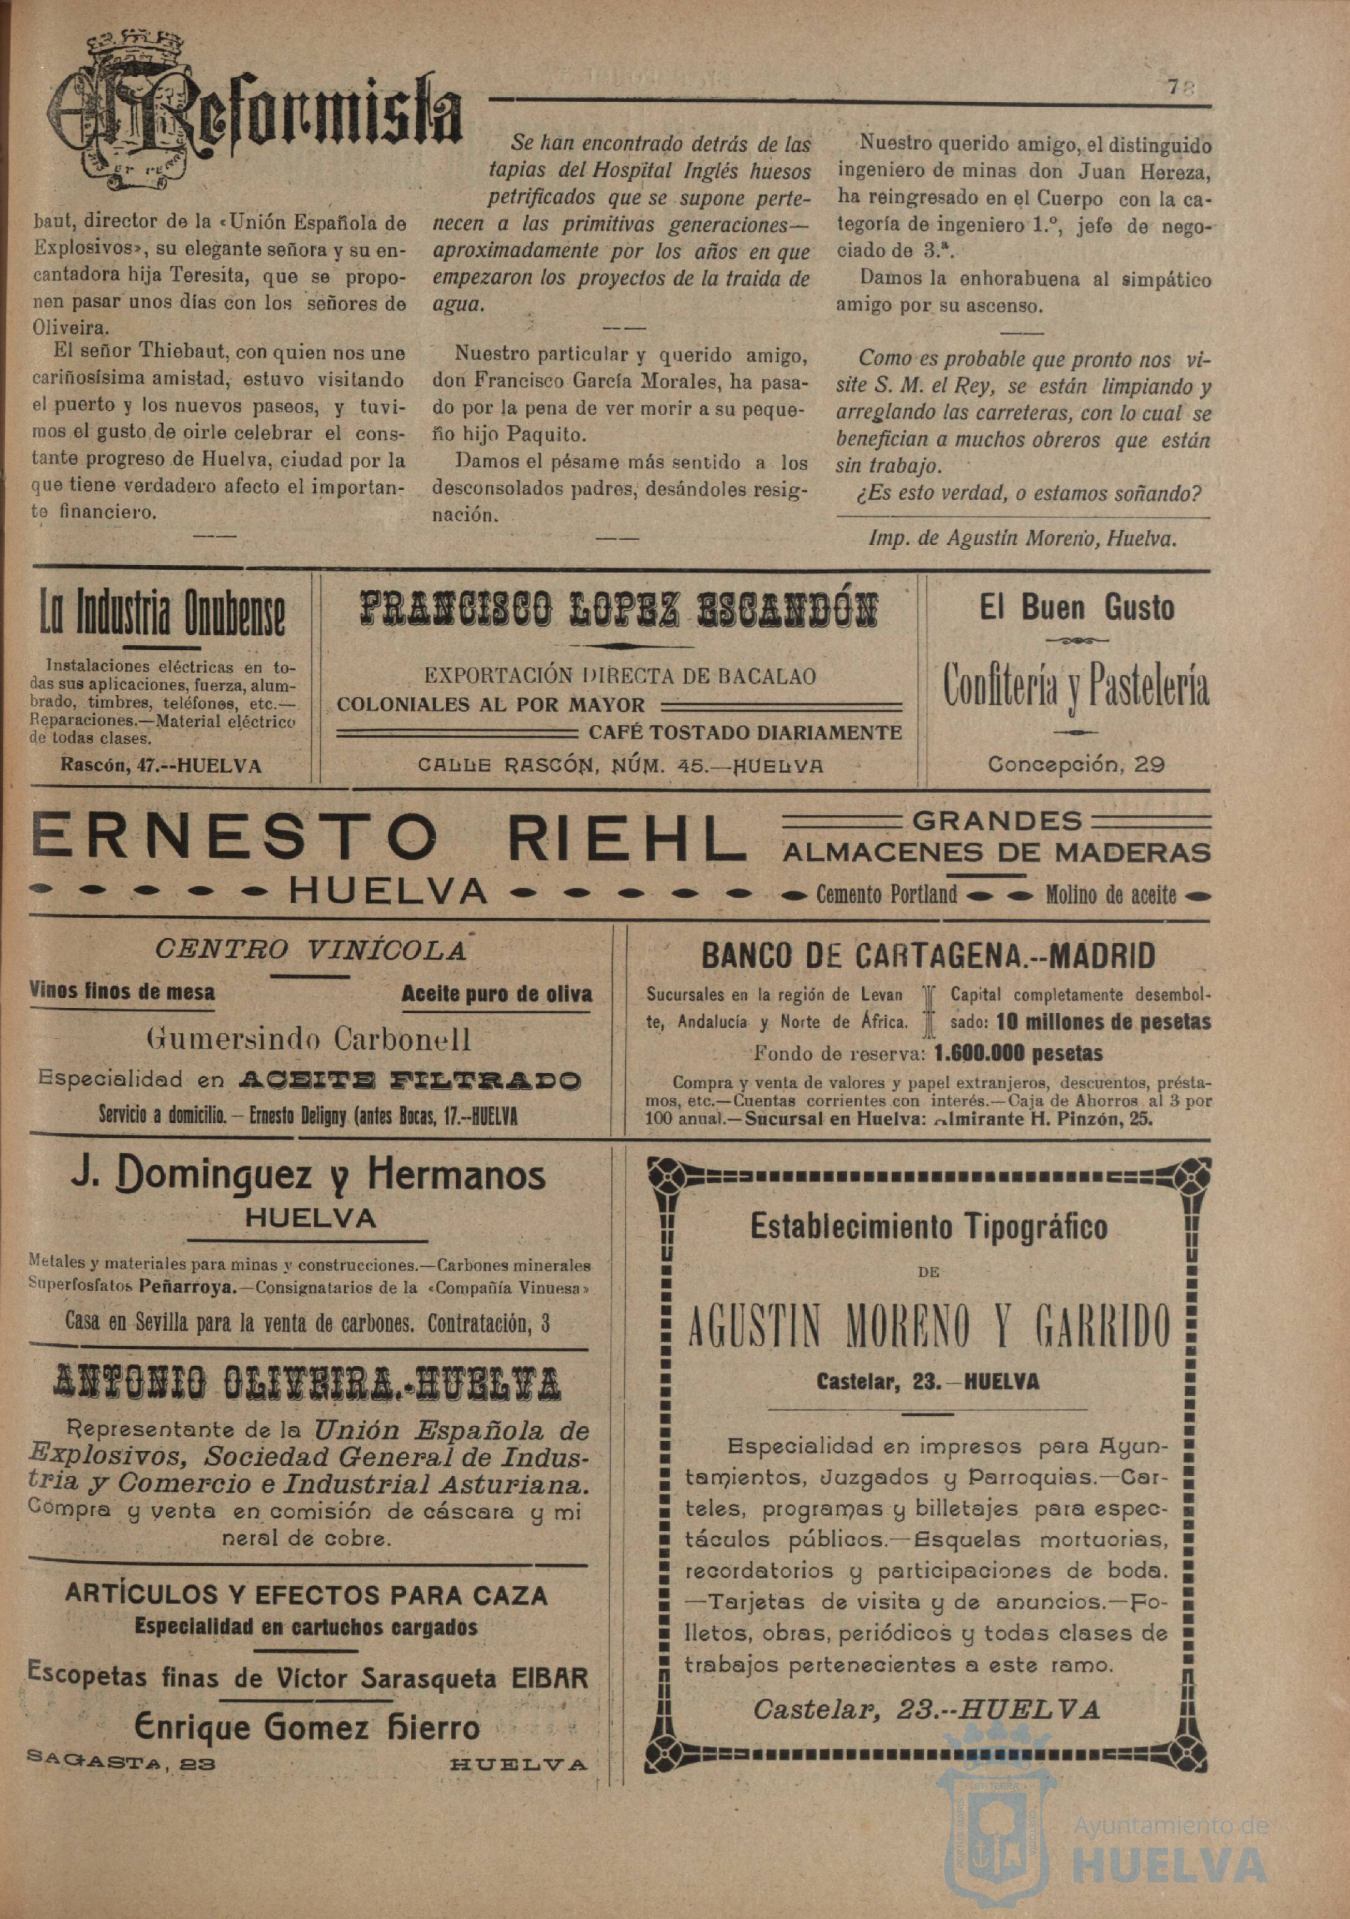 El Reformista
78
baut, director de la «Unión Española de
Explosivos», su elegante señora y su en-
cantadora hija Teresita, que se propo-
nen pasar unos días con los señores de
Oliveira.
El señor Thiebaut, con quien nos une
cariñosísima amistad, estuvo visitando
el puerto y los nuevos paseos, y tuvi-
mos el gusto de oirle celebrar el cons-
tante progreso de Huelva, ciudad por la
que tiene verdadero afecto el importan-
te financiero.
Se han encontrado detrás de las
tapias del Hospital Inglés huesos
petrificados que se supone perte-
necen a las primitivas generaciones—
aproximadamente por los años en que
empezaron los proyectos de la traida de
agua.
Nuestro particular y querido amigo,
don Francisco García Morales, ha pasa-
do por la pena de ver morir a su peque-
ño hijo Paquito.
Damos el pésame más sentido a los
desconsolados padres, desándoles resig-
nación.
Nuestro querido amigo, el distinguido
ingeniero de minas don Juan Hereza,
ha reingresado en el Cuerpo con la ca-
tegoría de ingeniero 1.º, jefe de nego-
ciado de 3.ª.
Damos la enhorabuena al simpático
amigo por su ascenso.
Como es probable que pronto nos vi-
site S. M. el Rey, se están limpiando y
arreglando las carreteras, con lo cual se
benefician a muchos obreros que están
sin trabajo.
¿Es esto verdad, o estamos soñando?
Imp. de Agustín Moreno, Huelva.
La Industria Onubense
Instalaciones eléctricas en to-
das sus aplicaciones, fuerza, alum-
brado, timbres, teléfonos, etc.—
Reparaciones.—Material eléctrico
de todas clases.
Rascón, 47.--HUELVA
FRANCISCO LOPEZ ESCANDÓN
EXPORTACIÓN DIRECTA DE BACALAO
COLONIALES AL POR MAYOR
CAFÉ TOSTADO DIARIAMENTE
CALLE RASCÓN, NÚM. 45.—HUELVA
El Buen Gusto
Confitería y Pastelería
Concepción, 29
ERNESTO RIEHL
HUELVA
GRANDES
ALMACENES DE MADERAS
Cemento Portland
Molino de aceite
CENTRO VINÍCOLA
Vinos finos de mesa Aceite puro de oliva
Gumersindo Carbonell
Especialidad en ACEITE FILTRADO
Servicio a domicilio. — Ernesto Deligny (antes Bocas, 17.--HUELVA
BANCO DE CARTAGENA.--MADRID
Sucursales en la región de Levan
te, Andalucía y Norte de África.
Capital completamente desembol-
sado: 10 millones de pesetas
Fondo de reserva: 1.600.000 pesetas
Compra y venta de valores y papel extranjeros, descuentos, présta-
mos, etc.—Cuentas corrientes con interés.—Caja de Ahorros al 3 por
100 anual.—Sucursal en Huelva: Almirante H. Pinzón, 25.
J. Dominguez y Hermanos
HUELVA
Metales y materiales para minas y construcciones.—Carbones minerales
Superfosfatos Peñarroya.—Consignatarios de la «Compañía Vinuesa»
Casa en Sevilla para la venta de carbones. Contratación, 3
ANTONIO OLIVEIRA.-HUELVA
Representante de la Unión Española de
Explosivos, Sociedad General de Indus-
tria y Comercio e Industrial Asturiana.
Compra y venta en comisión de cáscara y mi
neral de cobre.
ARTÍCULOS Y EFECTOS PARA CAZA
Especialidad en cartuchos cargados
Escopetas finas de Víctor Sarasqueta EIBAR
Enrique Gomez Hierro
SAGASTA, 23 HUELVA
Establecimiento Tipográfico
DE
AGUSTIN MORENO Y GARRIDO
Castelar, 23.—HUELVA
Especialidad en impresos para Ayun-
tamientos, Juzgados y Parroquias.—Car-
teles, programas y billetajes para espec-
táculos públicos.—Esquelas mortuorias,
recordatorios y participaciones de boda.
—Tarjetas de visita y de anuncios.—Fo-
lletos, obras, periódicos y todas clases de
trabajos pertenecientes a este ramo.
Castelar, 23.--HUELVA
Ayuntamiento de
HUELVA